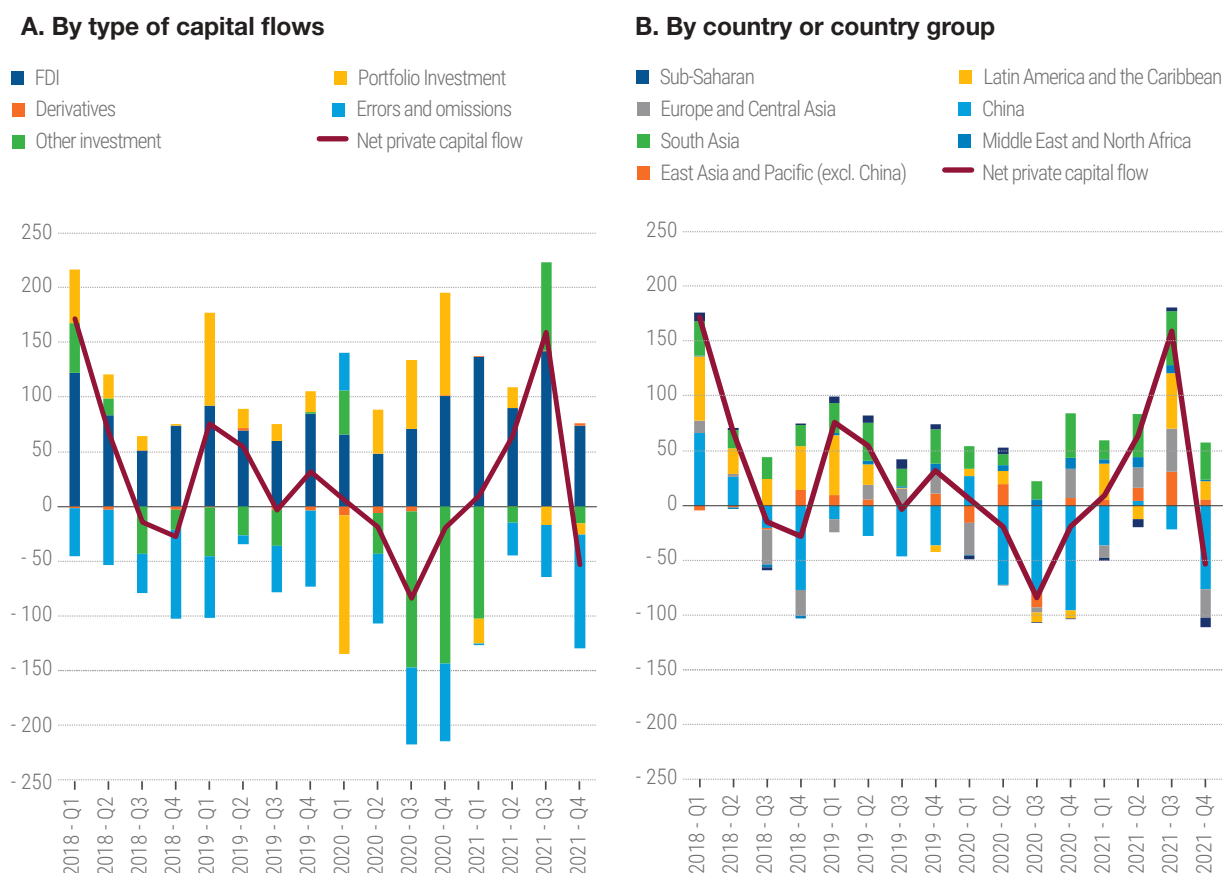 A. By type of capital flows
FDI
Portfolio Investment
Derivatives
Errors and omissions
Other investment
Net private capital flow
250
200
150
100
50
0
- 50
- 100
- 150
- 200
- 250
2018 - Q1
2018 - Q2
2018 - Q3
2018 - Q4
2019 - Q1
2019 - Q2
2019 - Q3
2019 - Q4
2020 - Q1
2020 - Q2
2020 - Q3
2020 - Q4
2021 - Q1
2021 - Q2
2021 - Q3
2021 - Q4
B. By country or country group
Sub-Saharan
Latin America and the Caribbean
Europe and Central Asia
China
South Asia
Middle East and North Africa
East Asia and Pacific (excl. China)
Net private capital flow
250
200
150
100
50
0
- 50
- 100
- 150
- 200
- 250
2018 - Q1
2018 - Q2
2018 - Q3
2018 - Q4
2019 - Q1
2019 - Q2
2019 - Q3
2019 - Q4
2020 - Q1
2020 - Q2
2020 - Q3
2020 - Q4
2021 - Q1
2021 - Q2
2021 - Q3
2021 - Q4